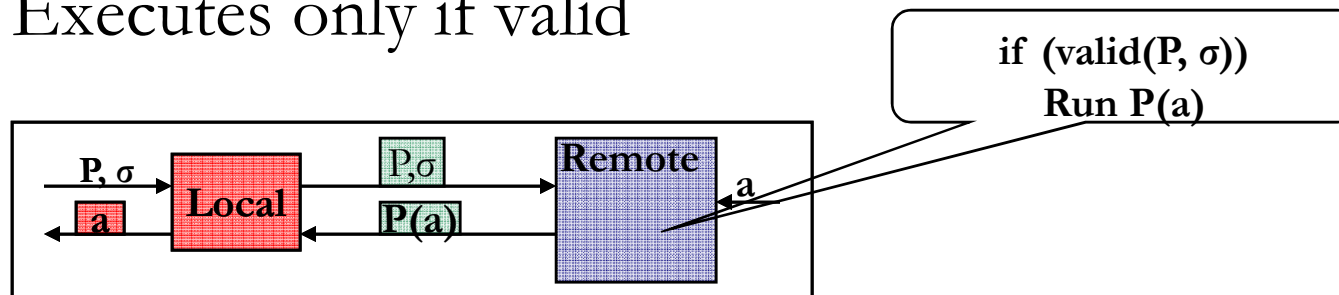 Executes only if valid
if (valid(P, σ))
Run P(a)
P, σ
P,σ
Remote
a
Local
a
P(a)